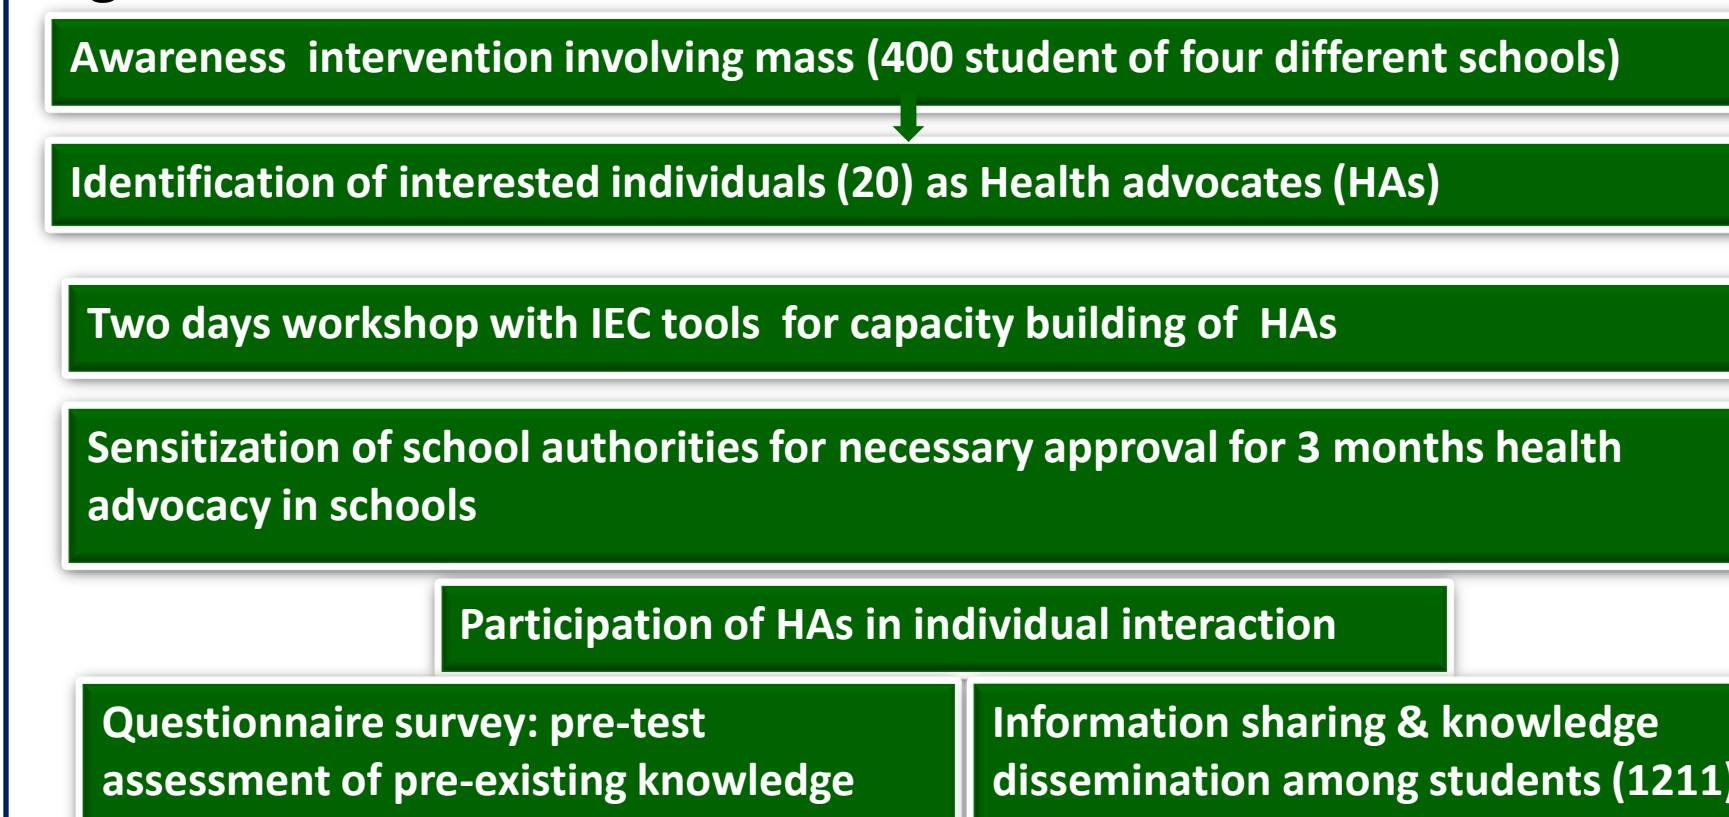 Awareness intervention involving mass (400 student of four different schools)
Identification of interested individuals (20) as Health advocates (HAs)
Two days workshop with IEC tools for capacity building of HAs
Sensitization of school authorities for necessary approval for 3 months health
advocacy in schools
Participation of HAs in individual interaction
Questionnaire survey: pre-test
assessment of pre-existing knowledge
Information sharing & knowledge
dissemination among students (1211)